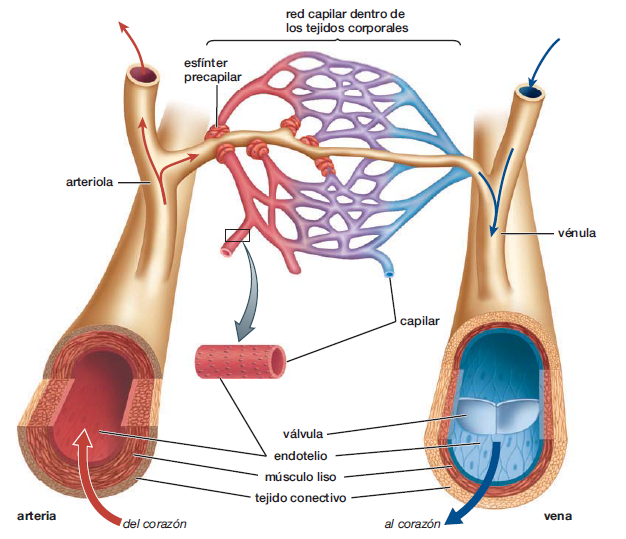 red capilar dentro de
los tejidos corporales
esfínter
precapilar
arteriola
vénula
capilar
válvula
endotelio
músculo liso
tejido conectivo
arteria
del corazón
al corazón
vena